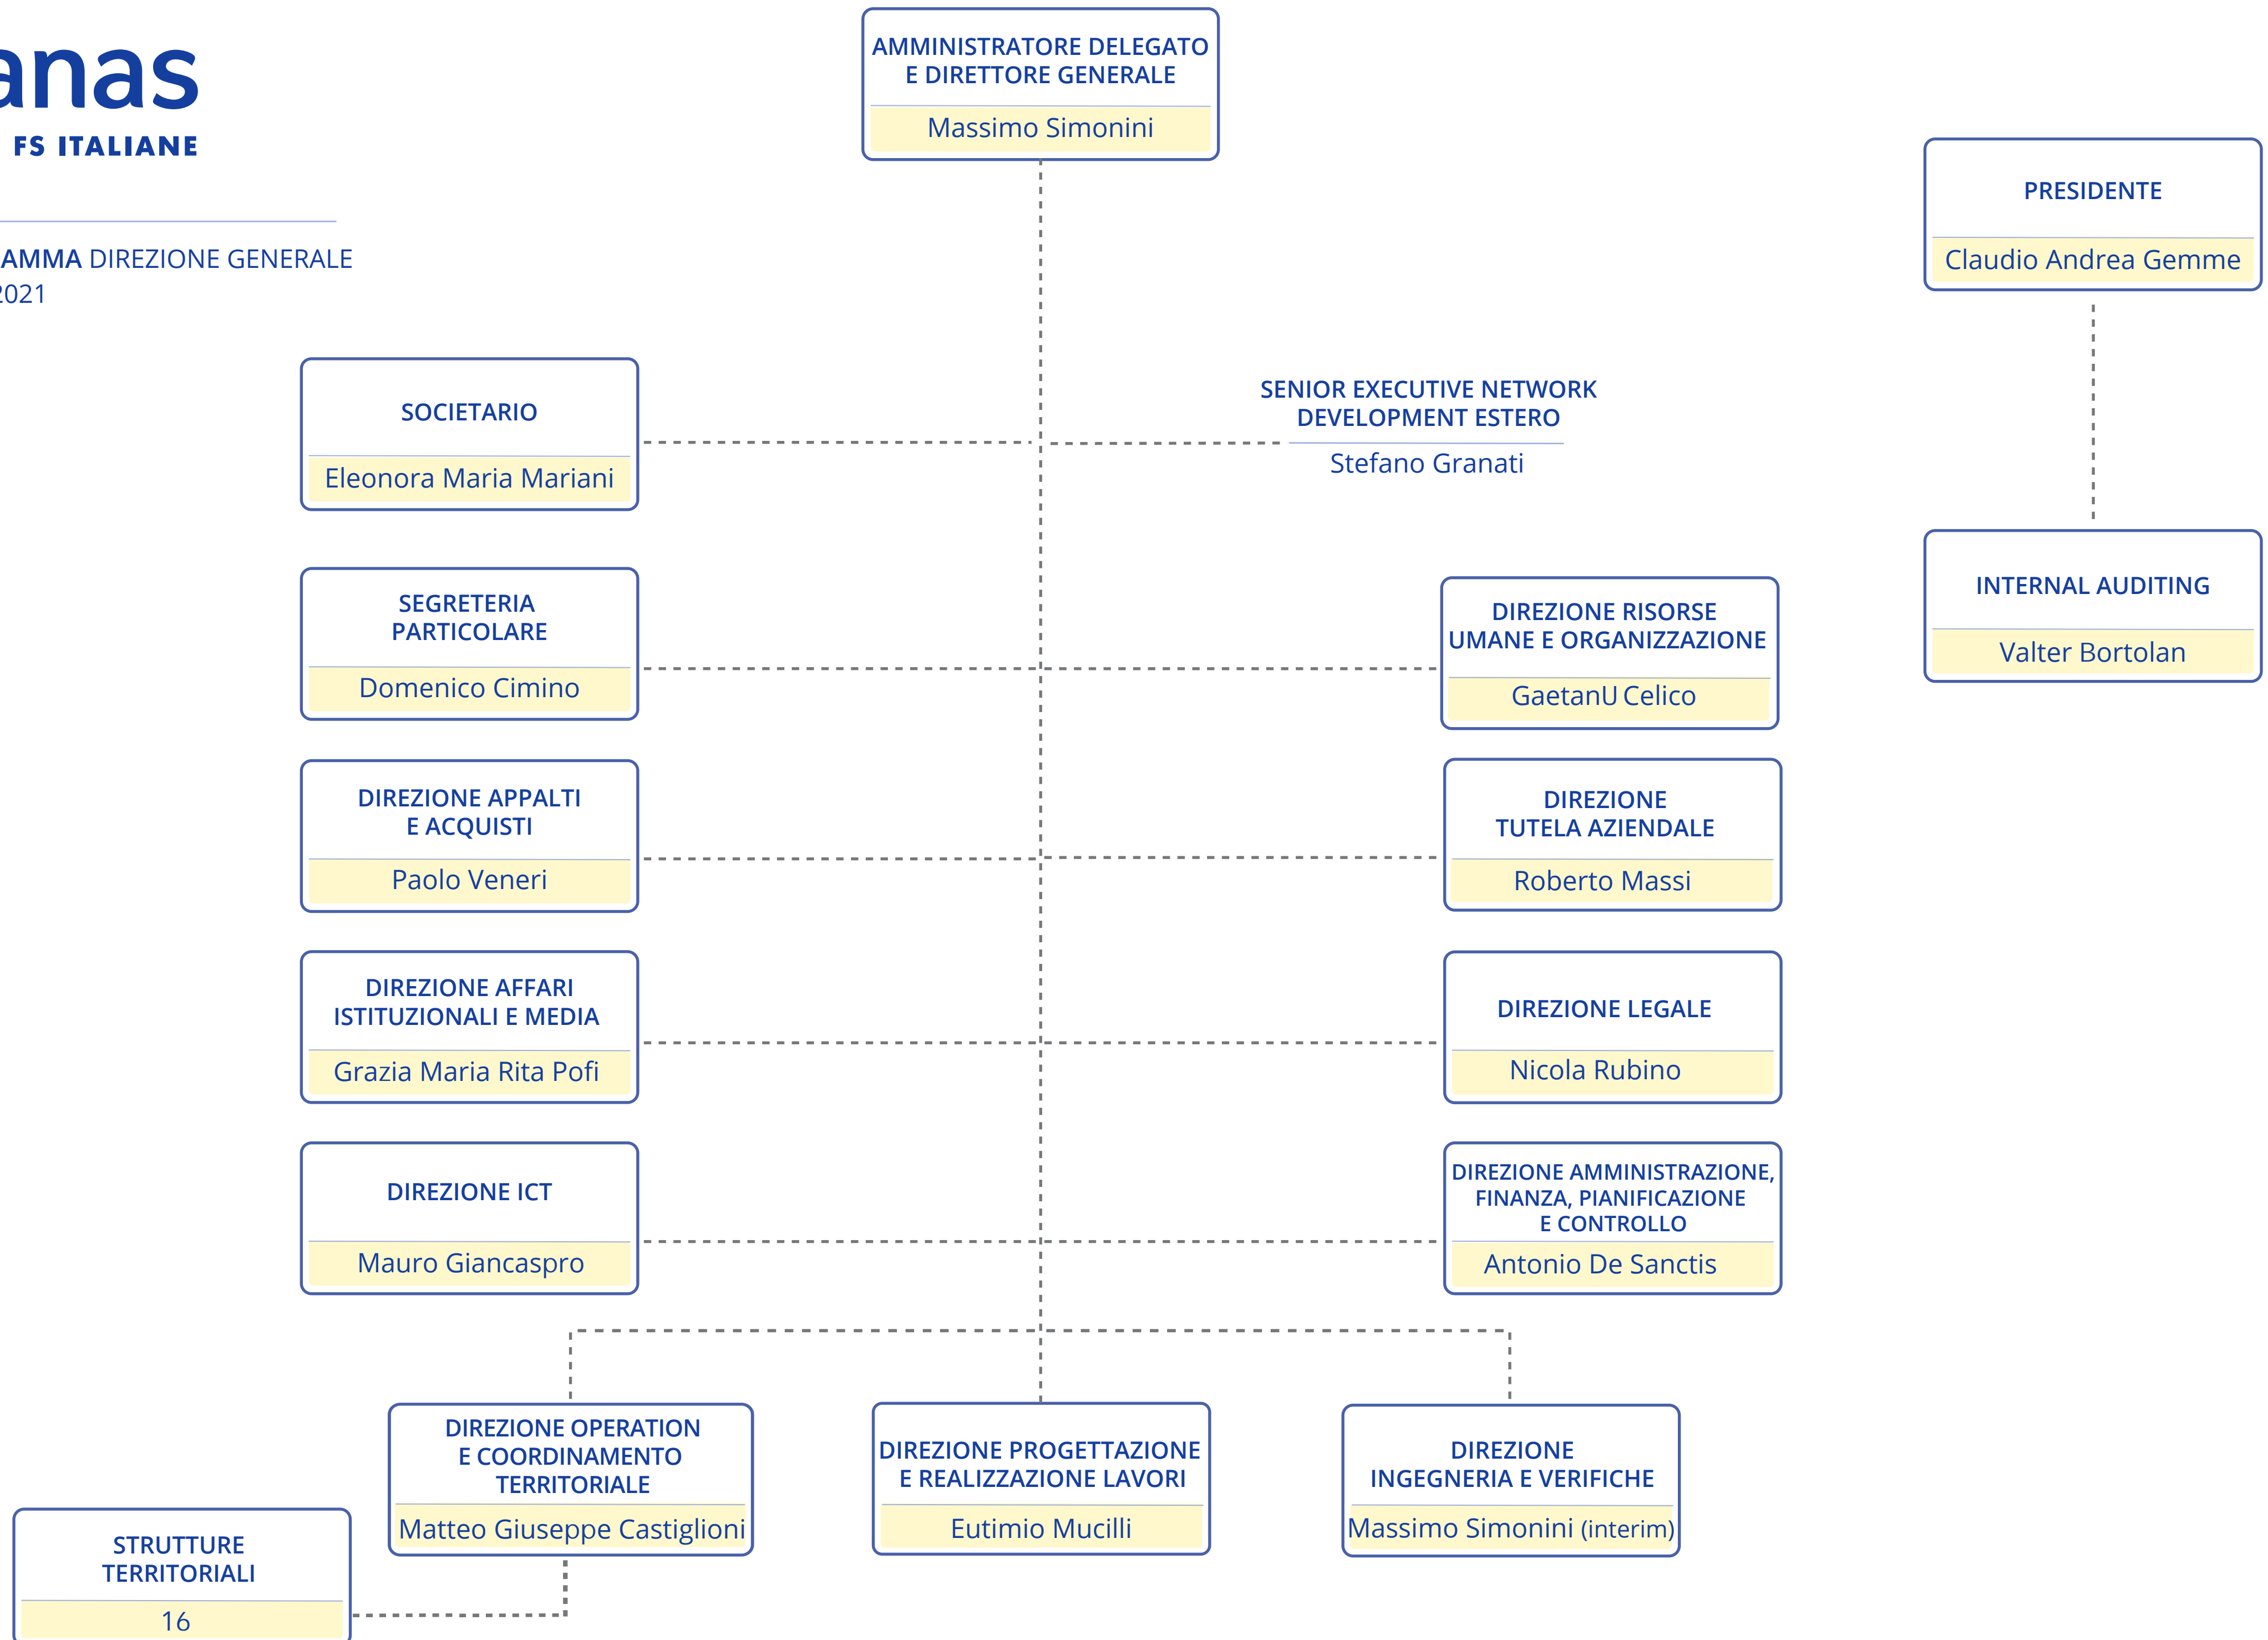 anas
FS ITALIANE
AMMA DIREZIONE GENERALE
2021
AMMINISTRATORE DELEGATO
E DIRETTORE GENERALE
Massimo Simonini
PRESIDENTE
Claudio Andrea Gemme
SOCIETARIO
Eleonora Maria Mariani
SENIOR EXECUTIVE NETWORK
DEVELOPMENT ESTERO
Stefano Granati
INTERNAL AUDITING
Valter Bortolan
SEGRETERIA
PARTICOLARE
Domenico Cimino
DIREZIONE RISORSE
UMANE E ORGANIZZAZIONE
GaetanU Celico
DIREZIONE APPALTI
E ACQUISTI
Paolo Veneri
DIREZIONE
TUTELA AZIENDALE
Roberto Massi
DIREZIONE AFFARI
ISTITUZIONALI E MEDIA
Grazia Maria Rita Pofi
DIREZIONE LEGALE
Nicola Rubino
DIREZIONE ICT
Mauro Giancaspro
DIREZIONE AMMINISTRAZIONE,
FINANZA, PIANIFICAZIONE
E CONTROLLO
Antonio De Sanctis
DIREZIONE OPERATION
E COORDINAMENTO
TERRITORIALE
Matteo Giuseppe Castiglioni
DIREZIONE PROGETTAZIONE
E REALIZZAZIONE LAVORI
Eutimio Mucilli
DIREZIONE
INGEGNERIA E VERIFICHE
Massimo Simonini (interim)
STRUTTURE
TERRITORIALI
16